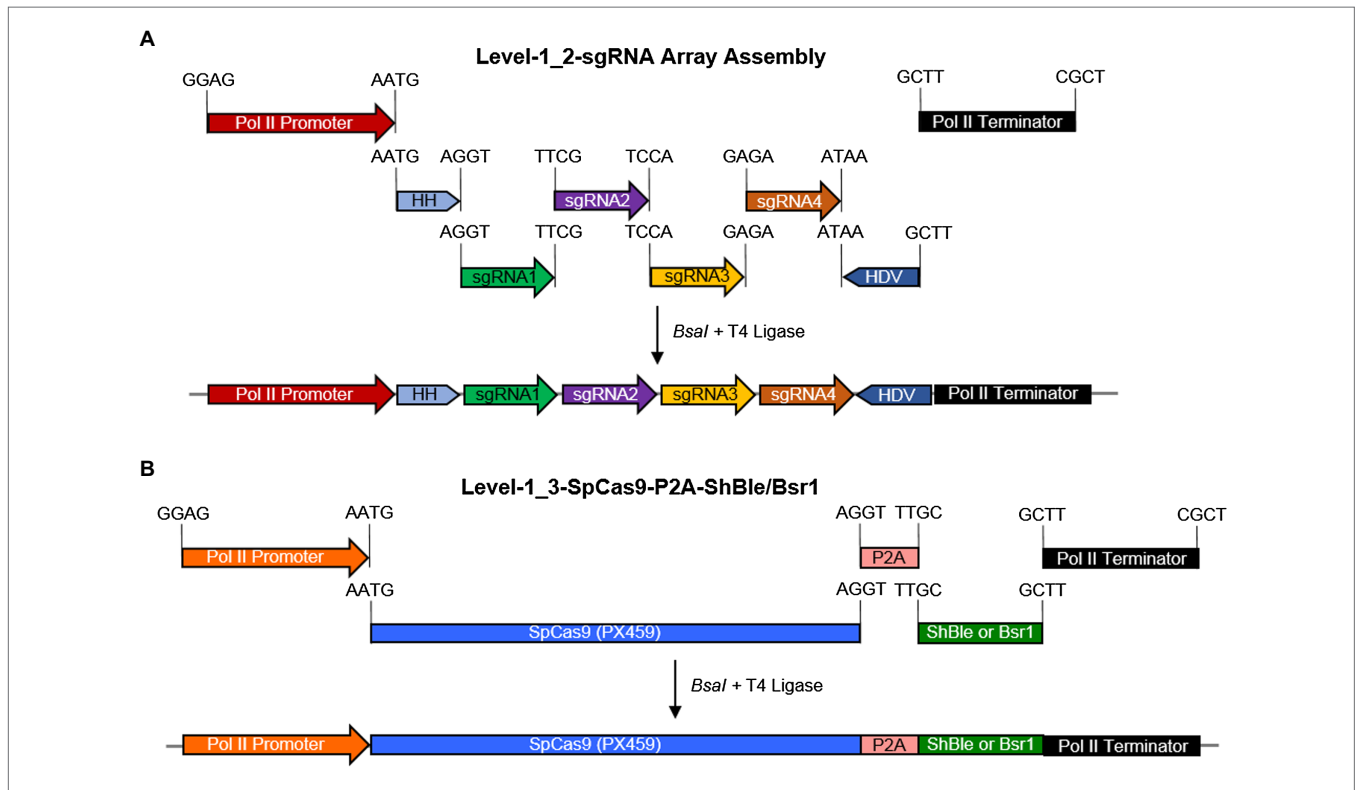 A
Level-1_2-sgRNA Array Assembly
GGAG AATG GCTT CGCT
Pol II Promoter Pol II Terminator
AATG AGGT TTCG TCCA GAGA ATAA
HH sgRNA2 sgRNA4
AGGT TTCG TCCA GAGA ATAA GCTT
sgRNA1 sgRNA3 HDV
BsaI + T4 Ligase
Pol II Promoter HH sgRNA1 sgRNA2 sgRNA3 sgRNA4 HDV Pol II Terminator
B
Level-1_3-SpCas9-P2A-ShBle/Bsr1
GGAG AATG AGGT TTGC GCTT CGCT
Pol II Promoter P2A Pol II Terminator
AATG AGGT TTGC GCTT
SpCas9 (PX459) ShBle or Bsr1
BsaI + T4 Ligase
Pol II Promoter SpCas9 (PX459) P2A ShBle or Bsr1 Pol II Terminator